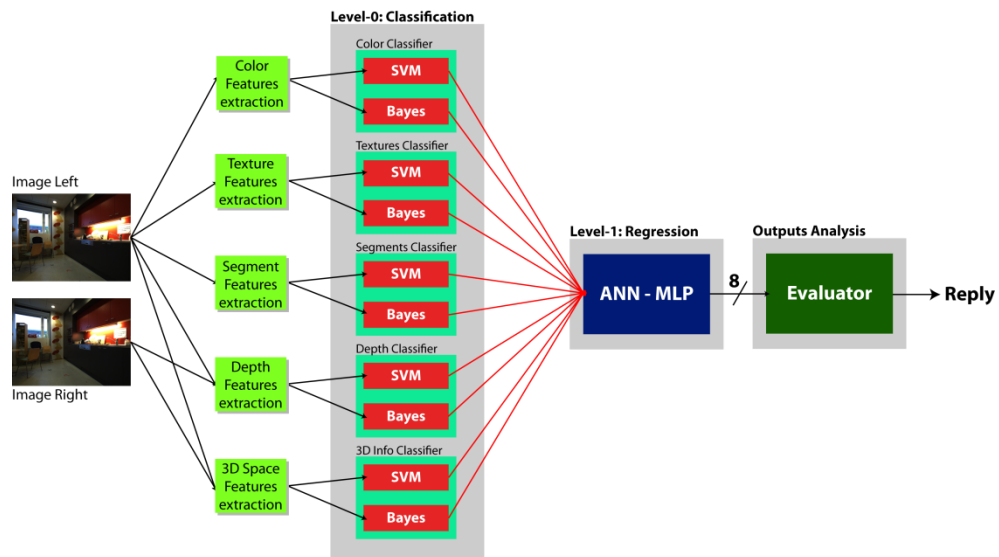 Level-0: Classification
Color Classifier
Color
Features
extraction
SVM
Bayes
Textures Classifier
Texture
Features
extraction
SVM
Bayes
Image Left
Segments Classifier
Segment
Features
extraction
SVM
Bayes
Image Right
Depth Classifier
Depth
Features
extraction
SVM
Bayes
3D Info Classifier
3D Space
Features
extraction
SVM
Bayes
Level-1: Regression
ANN - MLP
8
Outputs Analysis
Evaluator
Reply